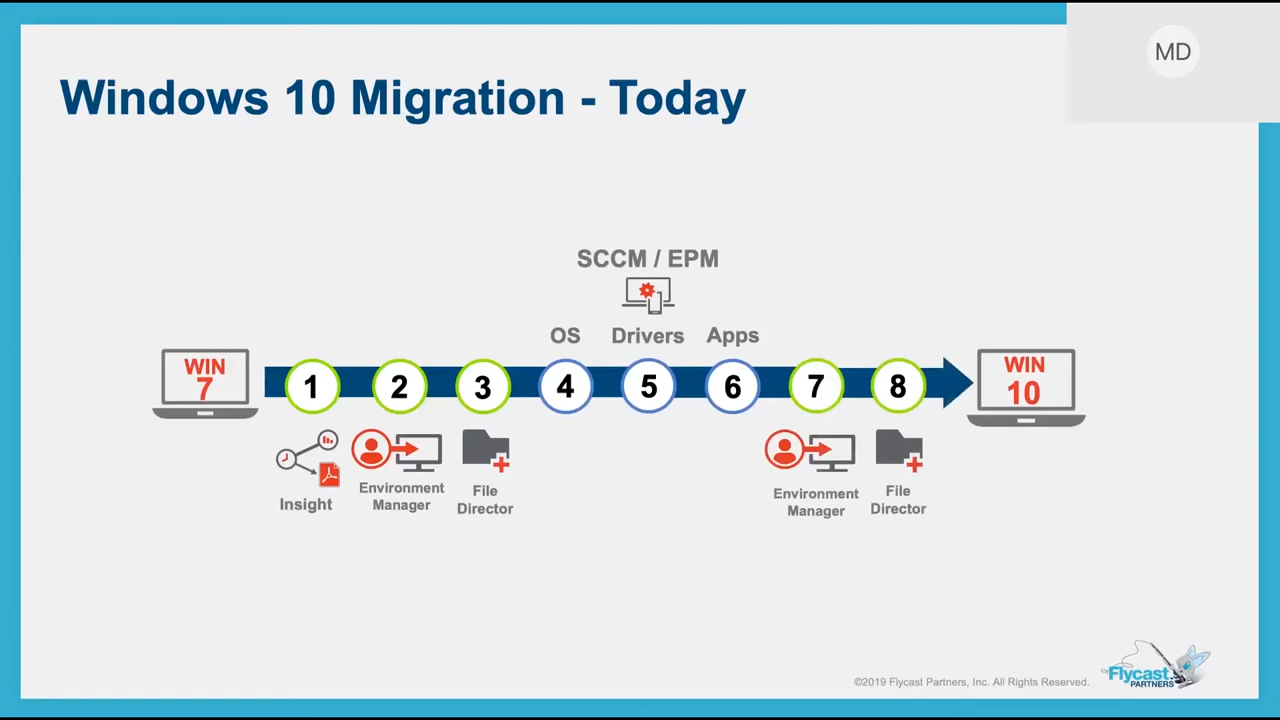 MD
Windows 10 Migration - Today
SCCM / EPM
OS Drivers Apps
WIN
7
1 2 3 4 5 6 7 8
WIN
10
Insight
Environment
Manager
File
Director
Environment
Manager
File
Director
©2019 Flycast Partners, Inc. All Rights Reserved.
Flycast
PARTNERS